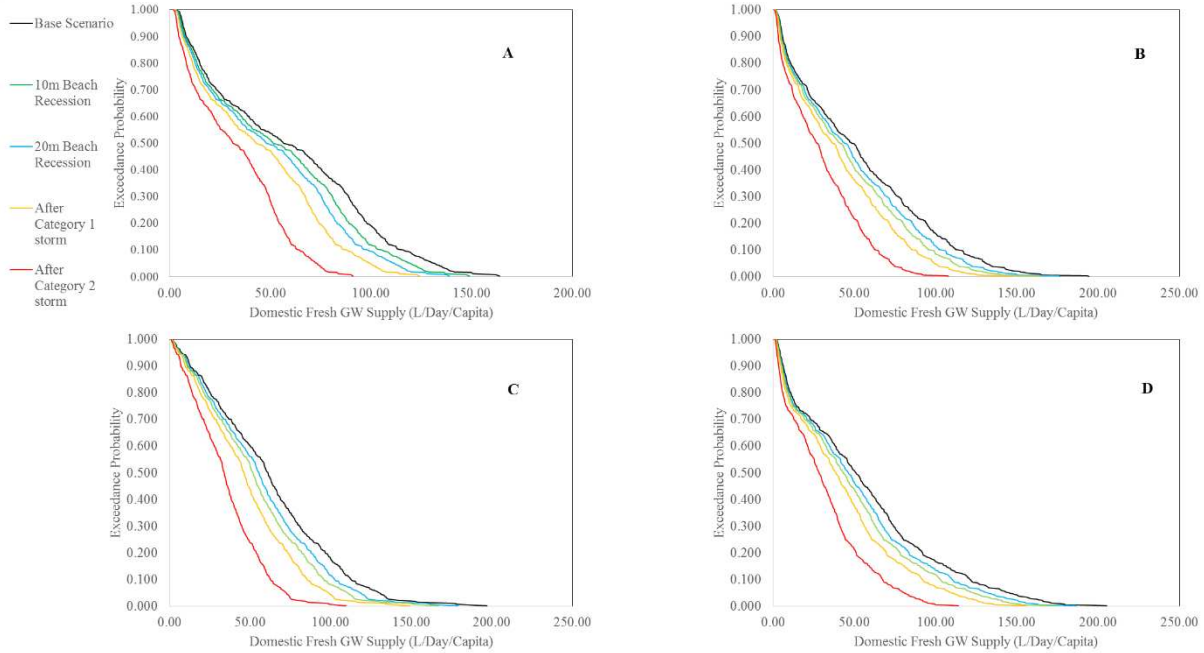 Base Scenario
10m Beach
Recession
20m Beach
Recession
After
Category 1
storm
After
Category 2
storm
A
Exceedance Probability
1.000
0.900
0.800
0.700
0.600
0.500
0.400
0.300
0.200
0.100
0.000
0.00 50.00 100.00 150.00 200.00
Domestic Fresh GW Supply (L/Day/Capita)
B
Exceedance Probability
1.000
0.900
0.800
0.700
0.600
0.500
0.400
0.300
0.200
0.100
0.000
0.00 50.00 100.00 150.00 200.00 250.00
Domestic Fresh GW Supply (L/Day/Capita)
C
Exceedance Probability
1.000
0.900
0.800
0.700
0.600
0.500
0.400
0.300
0.200
0.100
0.000
0.00 50.00 100.00 150.00 200.00 250.00
Domestic Fresh GW Supply (L/Day/Capita)
D
Exceedance Probability
1.000
0.900
0.800
0.700
0.600
0.500
0.400
0.300
0.200
0.100
0.000
0.00 50.00 100.00 150.00 200.00 250.00
Domestic Fresh GW Supply (L/Day/Capita)